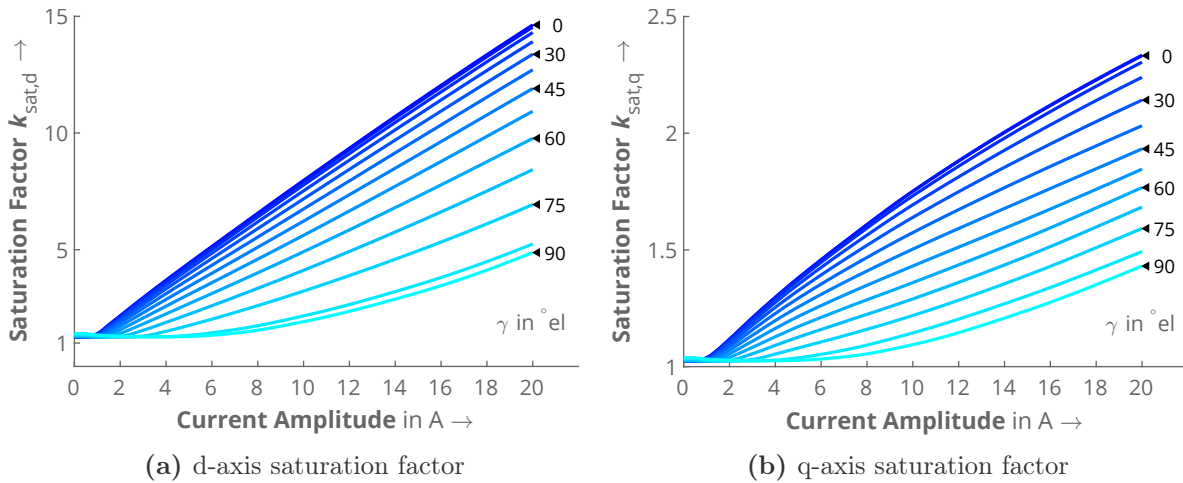 Saturation Factor k_sat,d →
15
10
5
1
0
30
45
60
75
90
γ in °el
0 2 4 6 8 10 12 14 16 18 20
Current Amplitude in A →
(a) d-axis saturation factor
Saturation Factor k_sat,q →
2.5
2
1.5
1
0
30
45
60
75
90
γ in °el
0 2 4 6 8 10 12 14 16 18 20
Current Amplitude in A →
(b) q-axis saturation factor